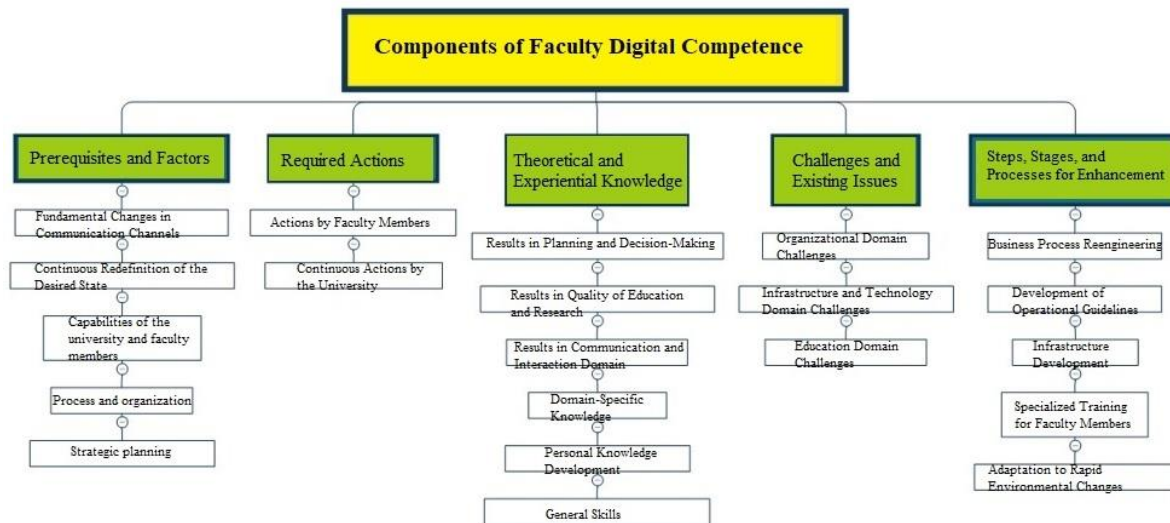 Components of Faculty Digital Competence
Prerequisites and Factors
Fundamental Changes in
Communication Channels
Continuous Redefinition of the
Desired State
Capabilities of the
university and faculty
members
Process and organization
Strategic planning
Required Actions
Actions by Faculty Members
Continuous Actions by
the University
Theoretical and
Experiential Knowledge
Results in Planning and Decision-Making
Results in Quality of Education
and Research
Results in Communication and
Interaction Domain
Domain-Specific
Knowledge
Personal Knowledge
Development
General Skills
Challenges and
Existing Issues
Organizational Domain
Challenges
Infrastructure and Technology
Domain Challenges
Education Domain
Challenges
Steps, Stages, and
Processes for Enhancement
Business Process Reengineering
Development of
Operational Guidelines
Infrastructure
Development
Specialized Training
for Faculty Members
Adaptation to Rapid
Environmental Changes